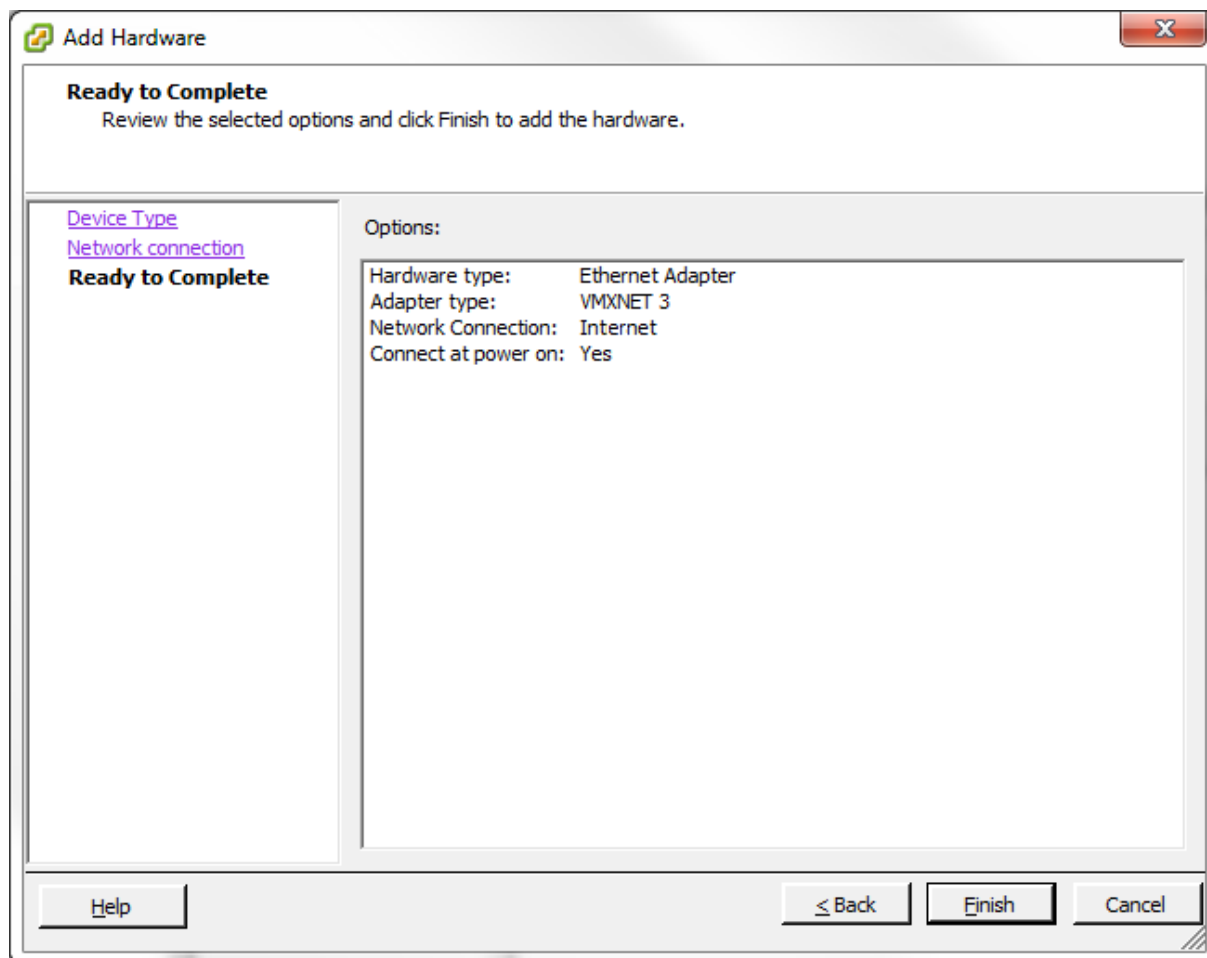 Add Hardware
Ready to Complete
Review the selected options and click Finish to add the hardware.
Device Type
Network connection
Ready to Complete
Options:
Hardware type: Ethernet Adapter
Adapter type: VMXNET 3
Network Connection: Internet
Connect at power on: Yes
Help
< Back
Finish
Cancel